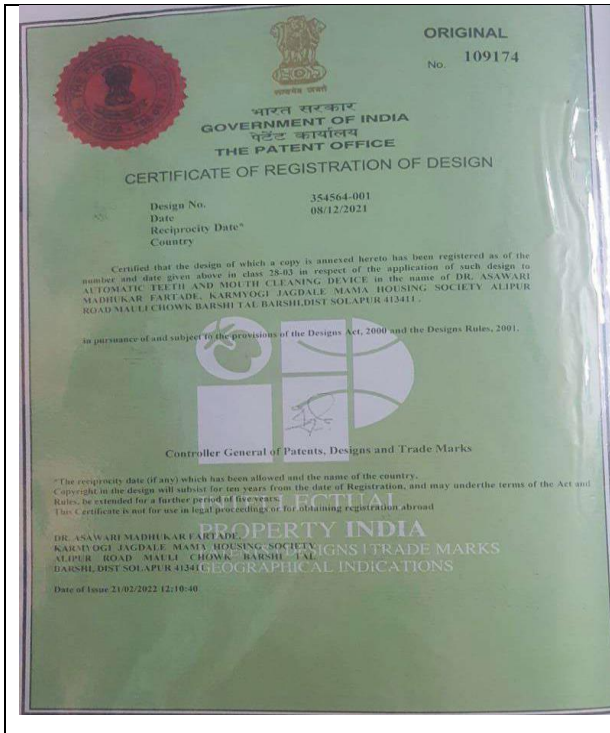 ORIGINAL
No. 109174
सत्यमेव जयते
भारत सरकार
GOVERNMENT OF INDIA
पेटेंट कार्यालय
THE PATENT OFFICE
CERTIFICATE OF REGISTRATION OF DESIGN
Design No. 354564-001
Date 08/12/2021
Reciprocity Date*
Country
Certified that the design of which a copy is annexed hereto has been registered as of the
number and date given above in class 28-03 in respect of the application of such design to
AUTOMATIC TEETH AND MOUTH CLEANING DEVICE in the name of DR. ASAWARI
MADHUKAR FARTADE, KARMYOGI JAGDALE MAMA HOUSING SOCIETY ALIPUR
ROAD MAULI CHOWK BARSHI TAL BARSHI,DIST SOLAPUR 413411 .
in pursuance of and subject to the provisions of the Designs Act, 2000 and the Designs Rules, 2001.
Controller General of Patents, Designs and Trade Marks
*The reciprocity date (if any) which has been allowed and the name of the country.
Copyright in the design will subsist for ten years from the date of Registration, and may underthe terms of the Act and
Rules, be extended for a further period of five years.
This Certificate is not for use in legal proceedings or for obtaining registration abroad
INTELLECTUAL
PROPERTY INDIA
DESIGNS | TRADE MARKS
GEOGRAPHICAL INDICATIONS
DR. ASAWARI MADHUKAR FARTADE
KARMYOGI JAGDALE MAMA HOUSING SOCIETY
ALIPUR ROAD MAULI CHOWK BARSHI TAL
BARSHI, DIST SOLAPUR 41341
Date of Issue 21/02/2022 12:10:40